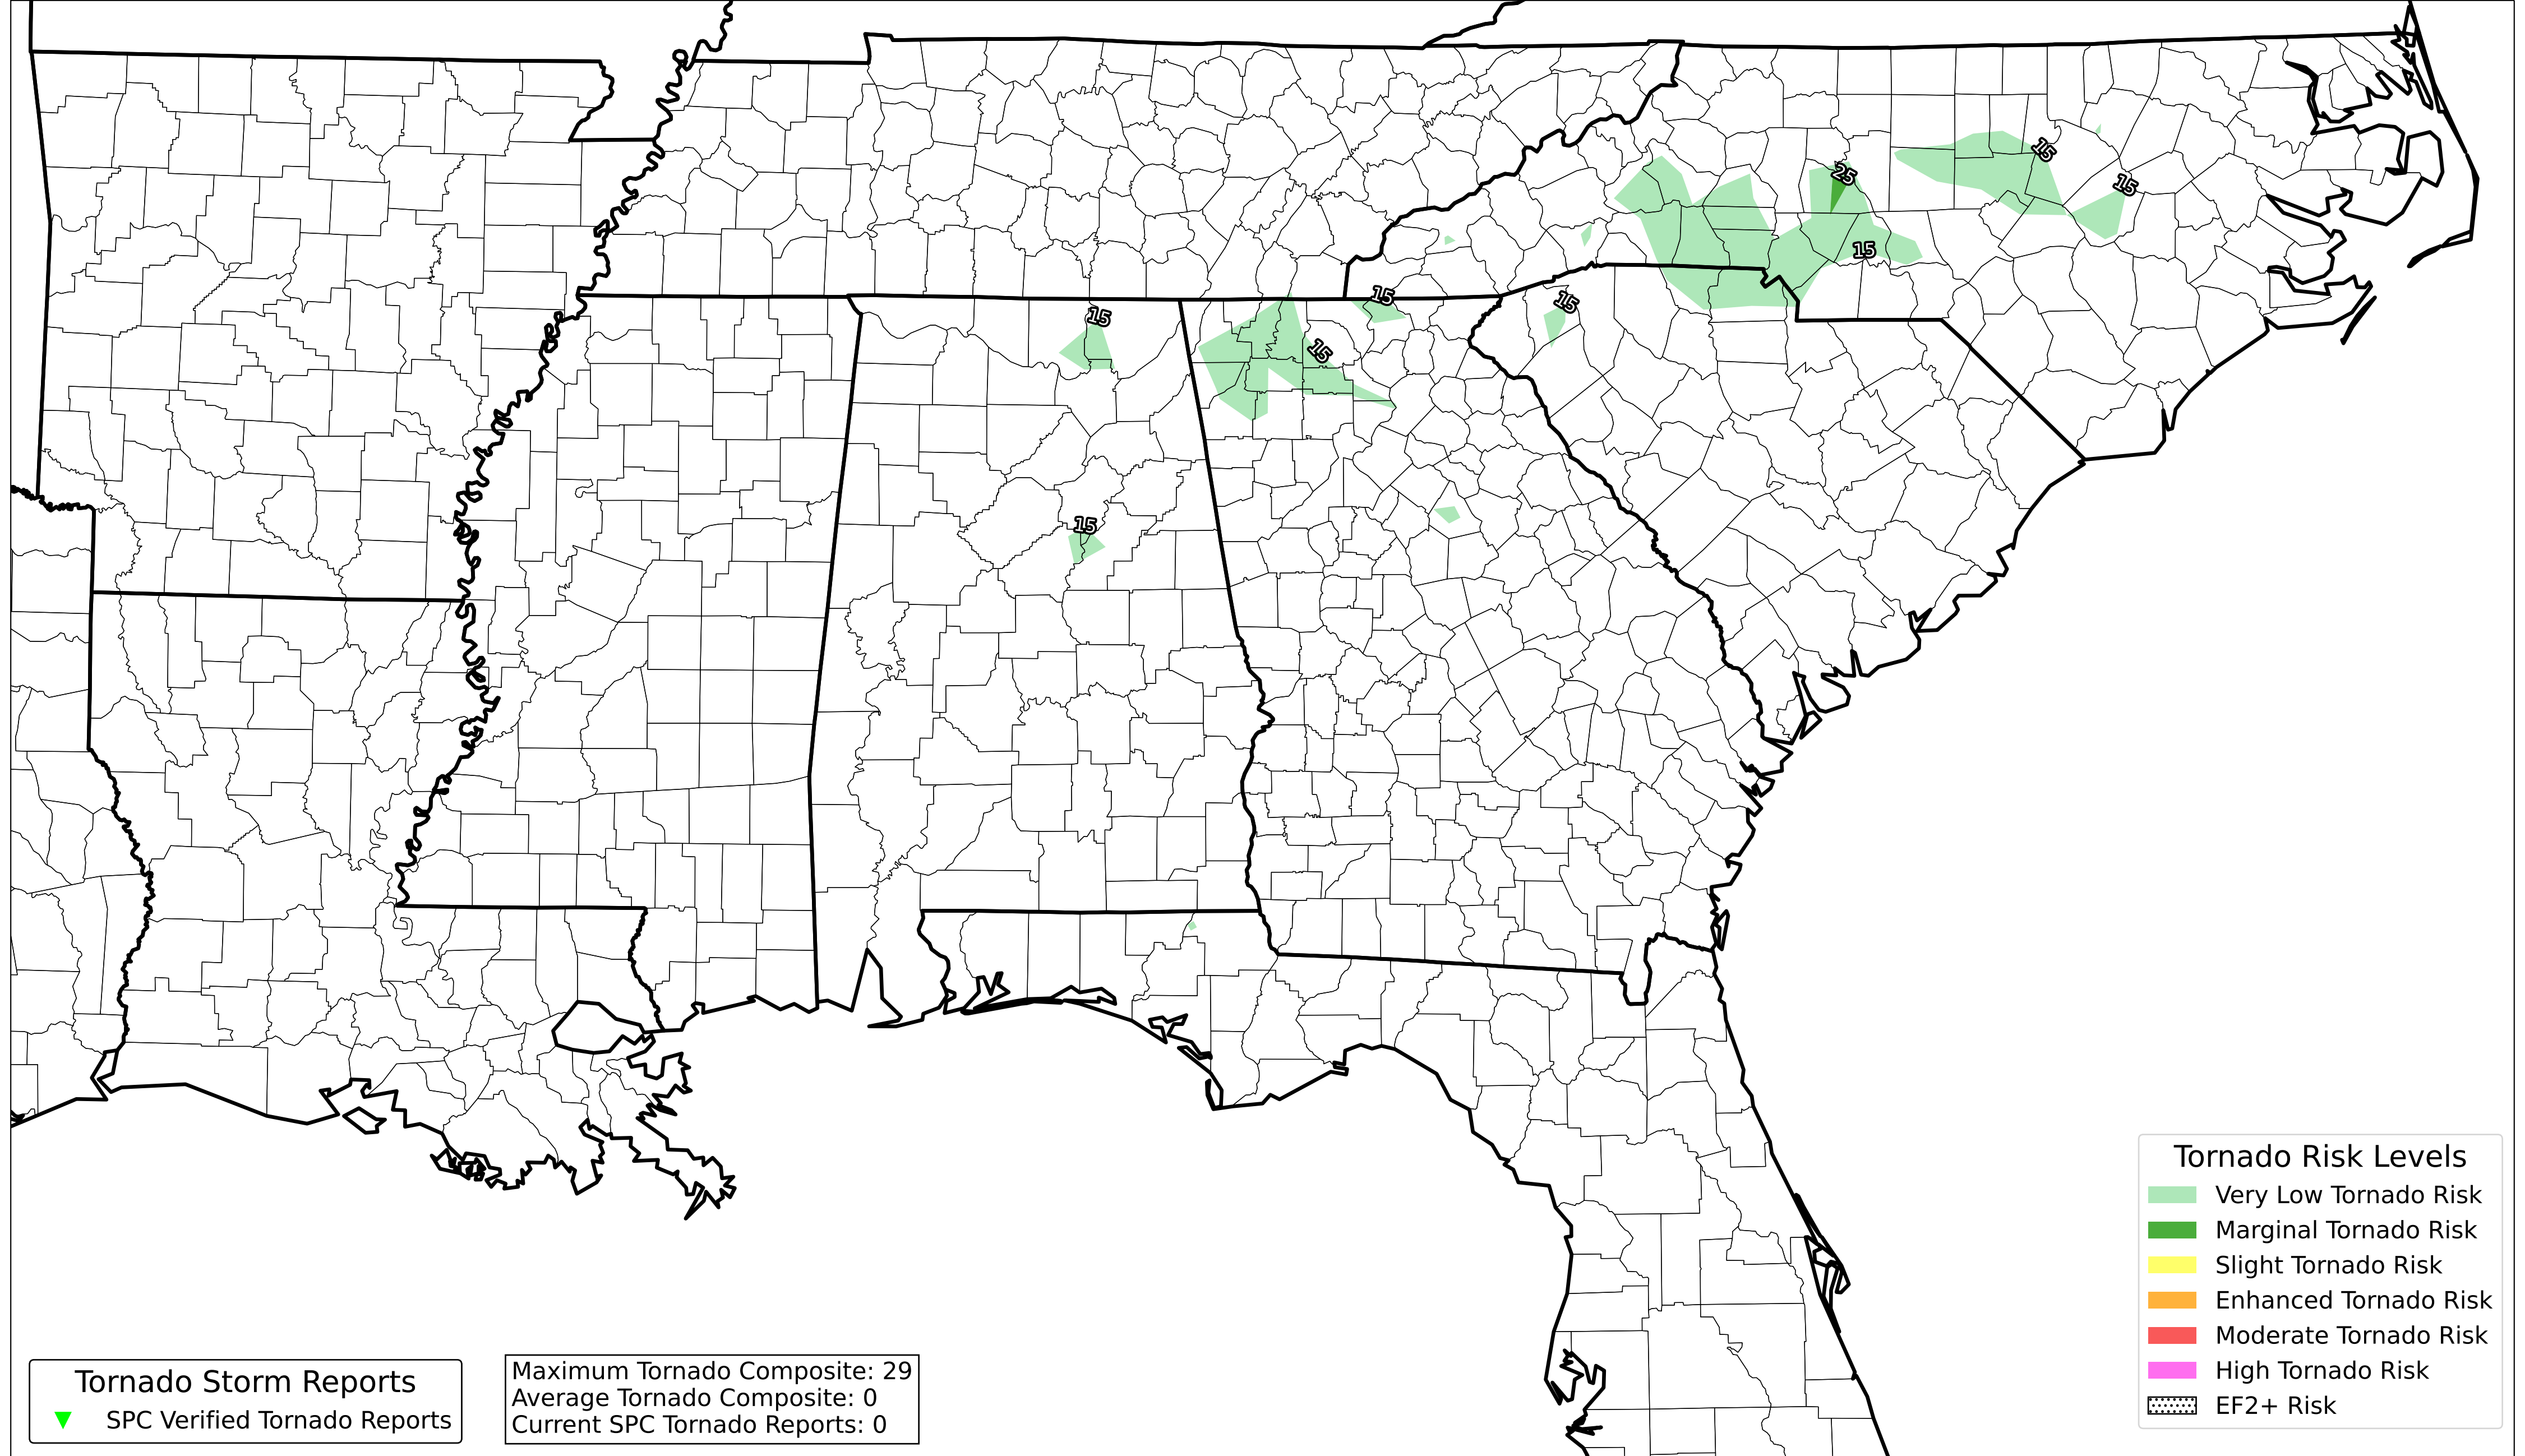 15
25
15
15
15
15
15
15
15
15
Tornado Risk Levels
Very Low Tornado Risk
Marginal Tornado Risk
Slight Tornado Risk
Enhanced Tornado Risk
Moderate Tornado Risk
High Tornado Risk
EF2+ Risk
Tornado Storm Reports
SPC Verified Tornado Reports
Maximum Tornado Composite: 29
Average Tornado Composite: 0
Current SPC Tornado Reports: 0